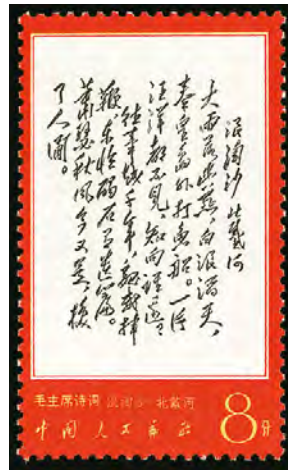 浪淘沙 北戴河
大雨落幽燕,白浪滔天,
秦皇岛外打鱼船。一片
汪洋都不见,知向谁边?
往事越千年,魏武挥
鞭,东临碣石有遗篇。
萧瑟秋风今又是,换
了人间。
毛主席诗词 浪淘沙·北戴河
中国人民邮政 8分